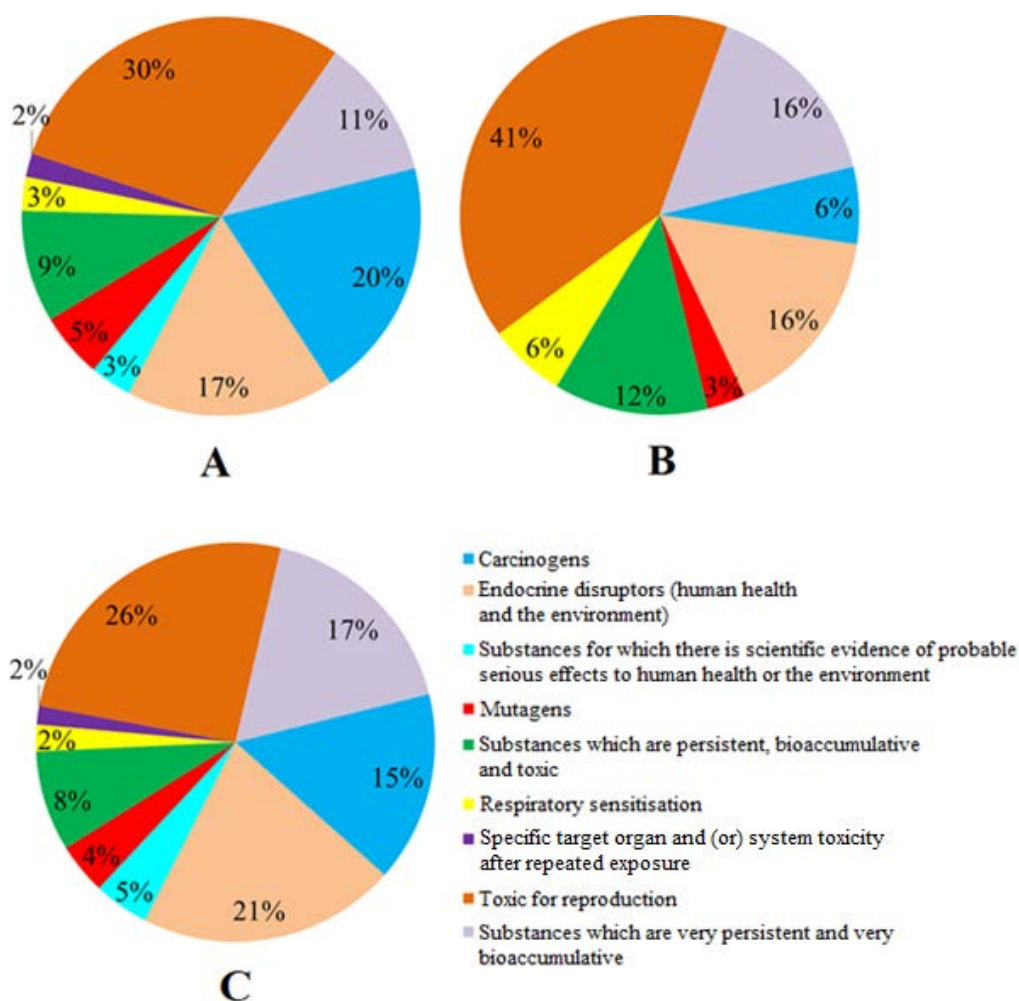 30%
11%
2%
3%
20%
9%
5%
3%
17%
A
41%
16%
6%
16%
6%
12%
3%
B
26%
17%
2%
2%
15%
8%
4%
5%
21%
C
Carcinogens
Endocrine disruptors (human health
and the environment)
Substances for which there is scientific evidence of probable
serious effects to human health or the environment
Mutagens
Substances which are persistent, bioaccumulative
and toxic
Respiratory sensitisation
Specific target organ and (or) system toxicity
after repeated exposure
Toxic for reproduction
Substances which are very persistent and very
bioaccumulative